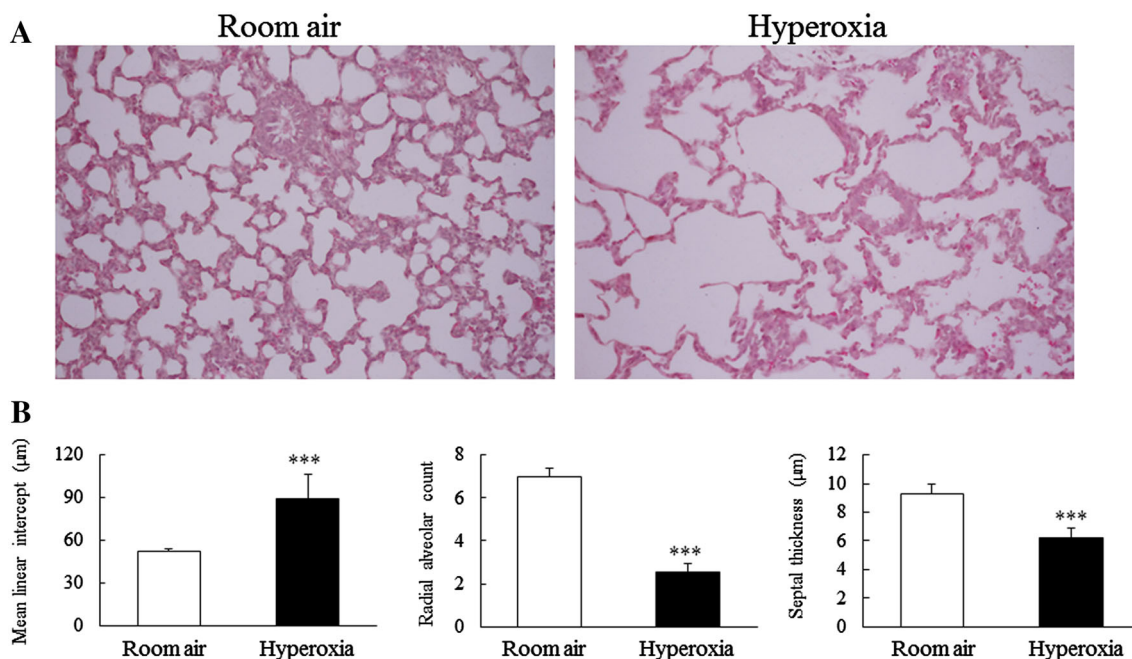 A
Room air
Hyperoxia
B
Mean linear intercept (μm)
120
90
60
30
0
***
Room air
Hyperoxia
Radial alveolar count
8
6
4
2
0
***
Room air
Hyperoxia
Septal thickness (μm)
12
10
8
6
4
2
0
***
Room air
Hyperoxia